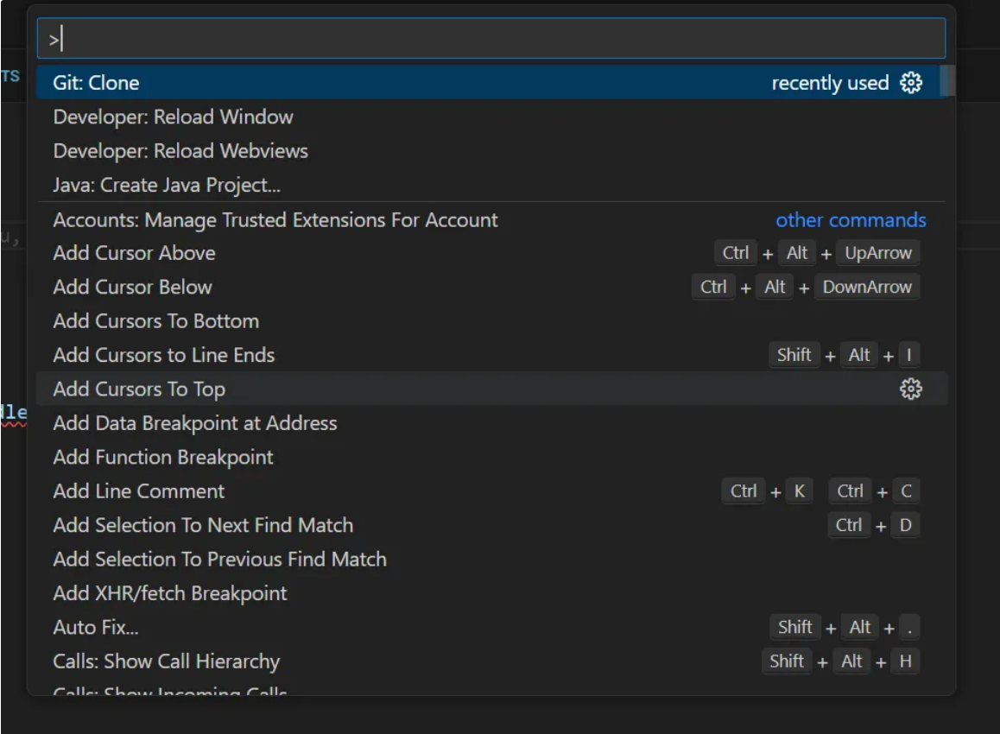 >
TS
Git: Clone recently used
Developer: Reload Window
Developer: Reload Webviews
Java: Create Java Project...
Accounts: Manage Trusted Extensions For Account other commands
u,
Add Cursor Above Ctrl + Alt + UpArrow
Add Cursor Below Ctrl + Alt + DownArrow
Add Cursors To Bottom
Add Cursors to Line Ends Shift + Alt + I
Add Cursors To Top
dle
Add Data Breakpoint at Address
Add Function Breakpoint
Add Line Comment Ctrl + K Ctrl + C
Add Selection To Next Find Match Ctrl + D
Add Selection To Previous Find Match
Add XHR/fetch Breakpoint
Auto Fix... Shift + Alt + .
Calls: Show Call Hierarchy Shift + Alt + H
Calls: Show Incoming Calls